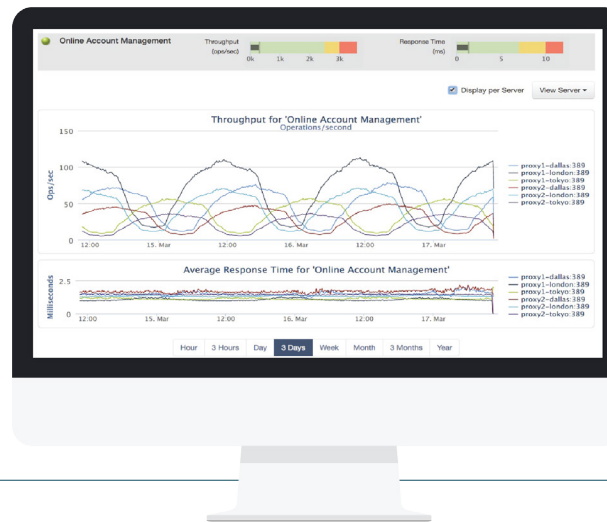 Online Account Management
Throughput
(ops/sec)
0k 1k 2k 3k
Response Time
(ms)
0 5 10
Display per Server
View Server
Throughput for 'Online Account Management'
Operations/second
Ops/sec
150
100
50
0
12:00 15. Mar 12:00 16. Mar 12:00 17. Mar
proxy1-dallas:389
proxy1-london:389
proxy1-tokyo:389
proxy2-dallas:389
proxy2-london:389
proxy2-tokyo:389
Average Response Time for 'Online Account Management'
Milliseconds
2.5
0
12:00 15. Mar 12:00 16. Mar 12:00 17. Mar
proxy1-dallas:389
proxy1-london:389
proxy1-tokyo:389
proxy2-dallas:389
proxy2-london:389
proxy2-tokyo:389
Hour 3 Hours Day 3 Days Week Month 3 Months Year